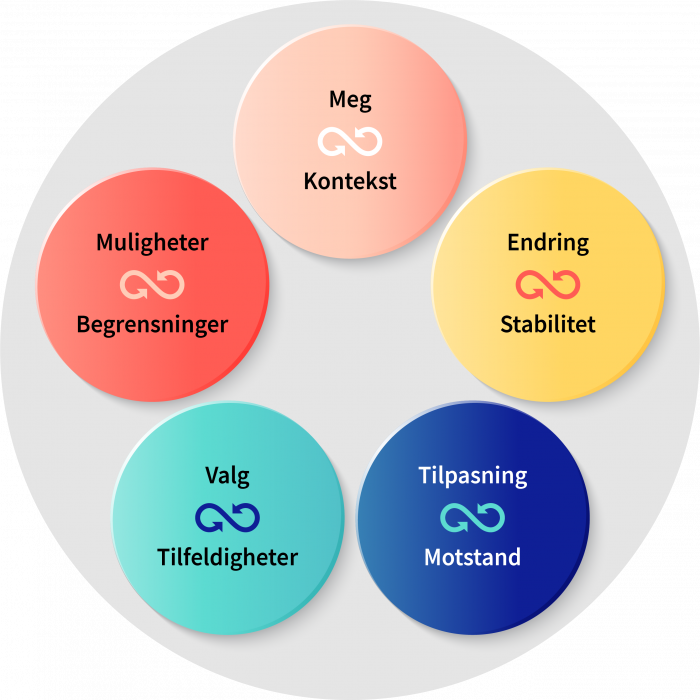 Meg
Kontekst
Muligheter
Begrensninger
Endring
Stabilitet
Valg
Tilfeldigheter
Tilpasning
Motstand